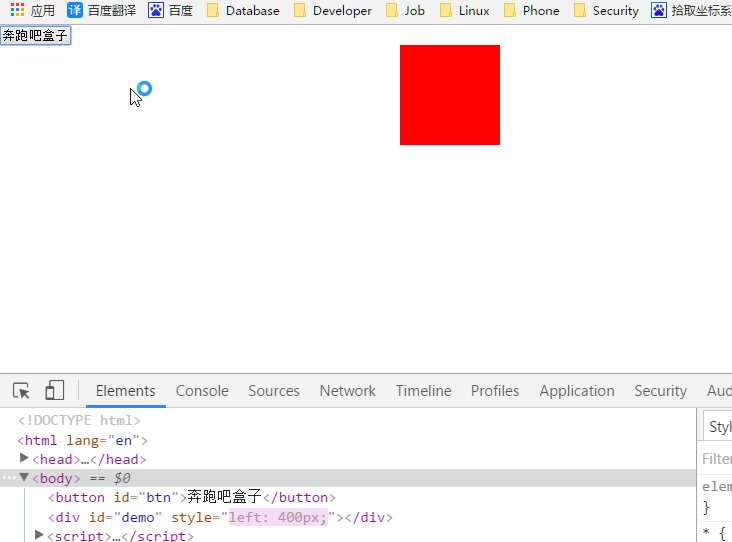 应用 译 百度翻译 百度 Database Developer Job Linux Phone Security 拾取坐标系
奔跑吧盒子
Elements Console Sources Network Timeline Profiles Application Security Aud
<!DOCTYPE html>
<html lang="en">
<head>…</head>
<body> == $0
<button id="btn">奔跑吧盒子</button>
<div id="demo" style="left: 400px;"></div>
<script>…</script>
Styl
Filter
elem
}
* {